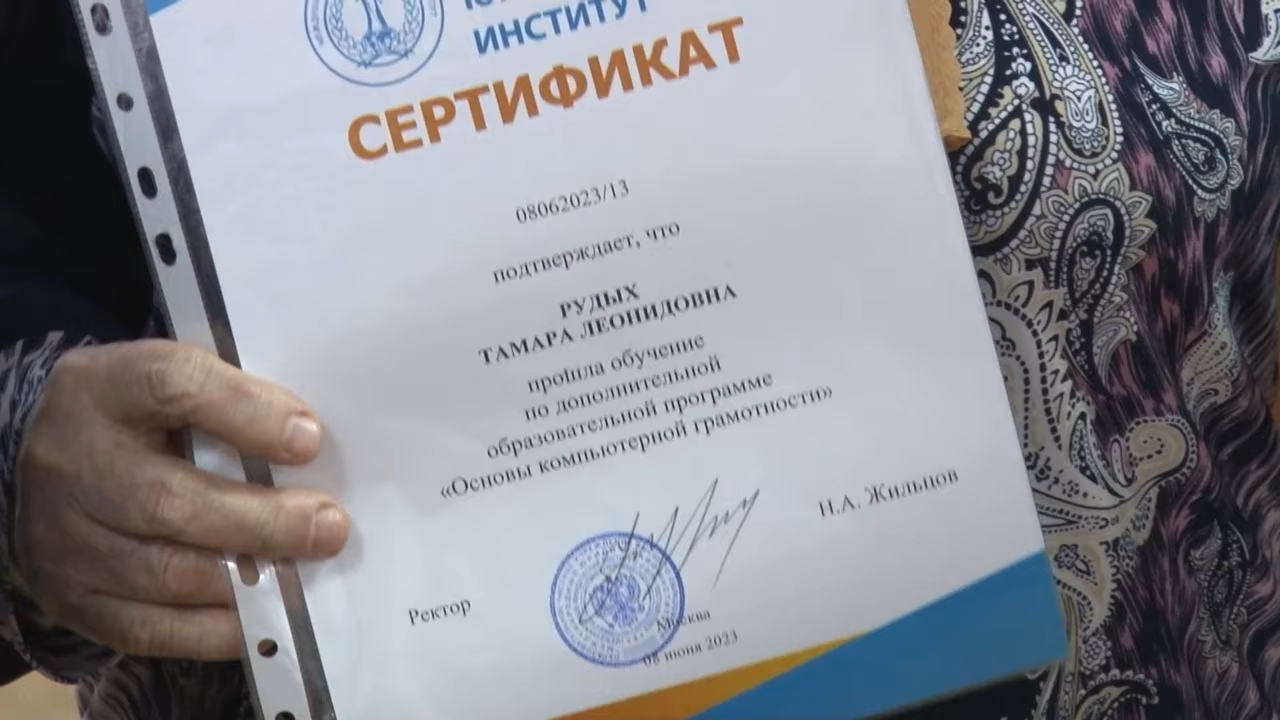 ИНСТИТУТ
СЕРТИФИКАТ
08062023/13
подтверждает, что
РУДЫХ
ТАМАРА ЛЕОНИДОВНА
прошла обучение
по дополнительной
образовательной программе
«Основы компьютерной грамотности»
Ректор
Н.А. Жильцов
Москва
08 июня 2023